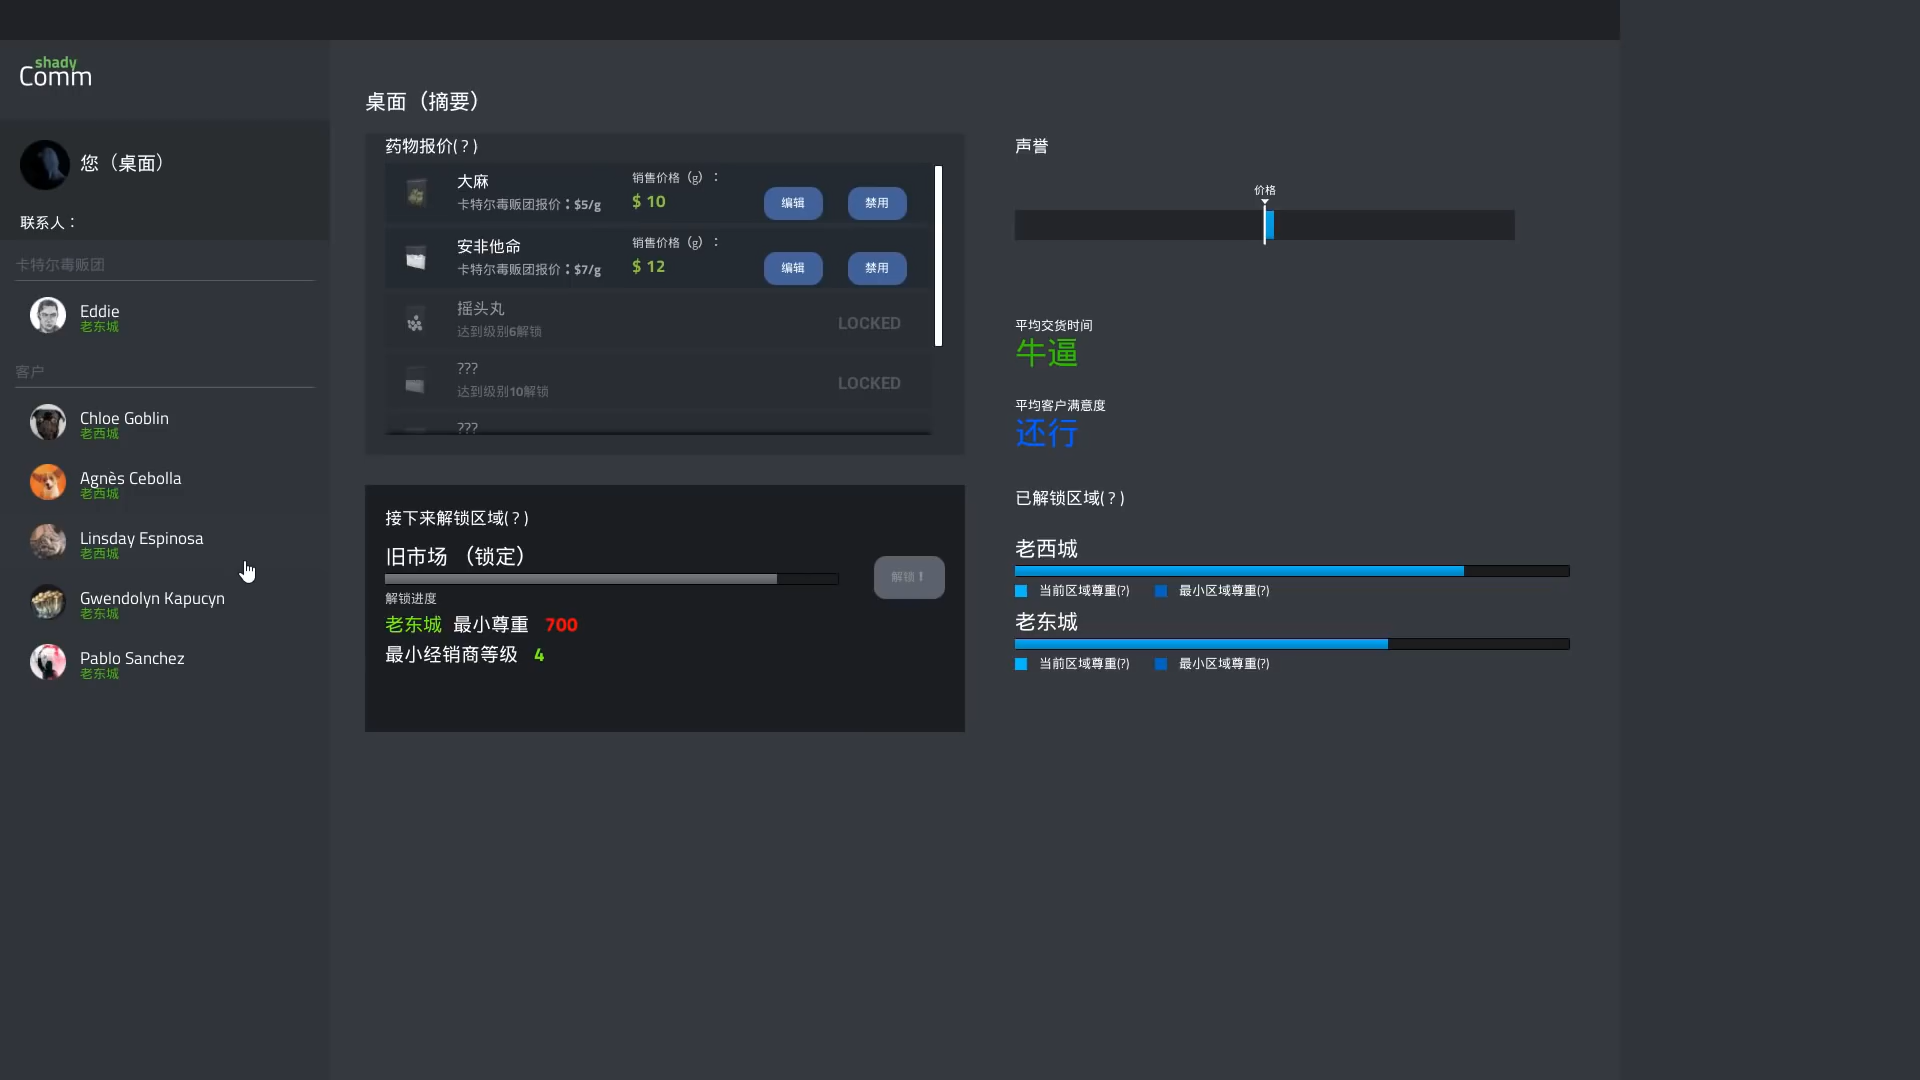 shady
Comm
您（桌面）
联系人：
卡特尔毒贩团
Eddie
老东城
客户
Chloe Goblin
老西城
Agnès Cebolla
老西城
Linsday Espinosa
老西城
Gwendolyn Kapucyn
老东城
Pablo Sanchez
老东城
桌面（摘要）
药物报价(？)
大麻
卡特尔毒贩团报价：$5/g
销售价格（g）：
$ 10
编辑
禁用
安非他命
卡特尔毒贩团报价：$7/g
销售价格（g）：
$ 12
编辑
禁用
摇头丸
达到级别6解锁
LOCKED
???
达到级别10解锁
LOCKED
???
接下来解锁区域(？)
旧市场 （锁定）
解锁！
解锁进度
老东城 最小尊重 700
最小经销商等级 4
声誉
价格
平均交货时间
牛逼
平均客户满意度
还行
已解锁区域(？)
老西城
当前区域尊重(?) 最小区域尊重(?)
老东城
当前区域尊重(?) 最小区域尊重(?)